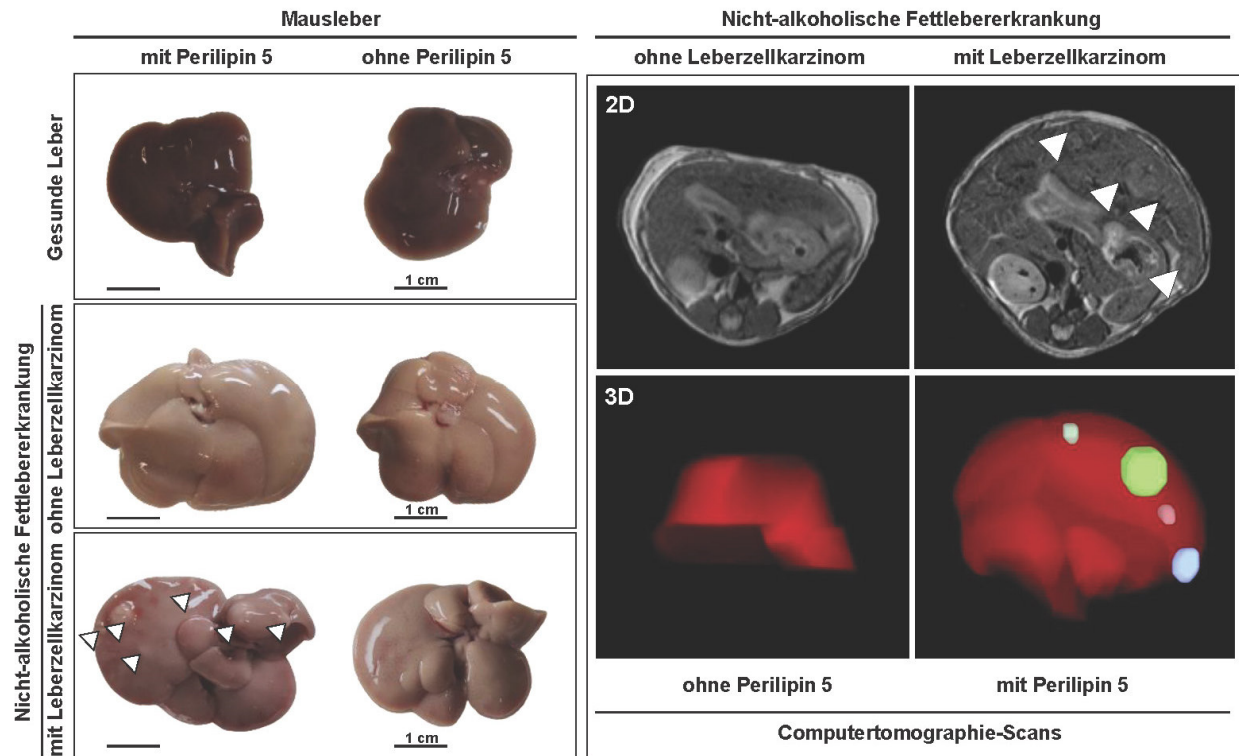 Mausleber
mit Perilipin 5
ohne Perilipin 5
Gesunde Leber
1 cm
Nicht-alkoholische Fettlebererkrankung
ohne Leberzellkarzinom
1 cm
mit Leberzellkarzinom
1 cm
Nicht-alkoholische Fettlebererkrankung
ohne Leberzellkarzinom
mit Leberzellkarzinom
2D
3D
ohne Perilipin 5
mit Perilipin 5
Computertomographie-Scans